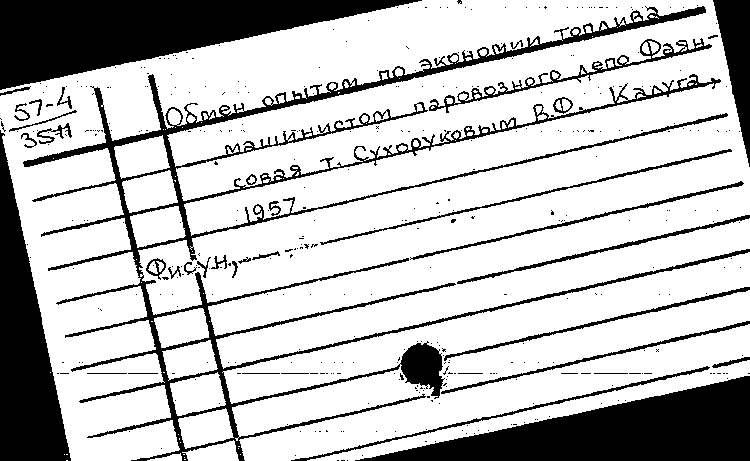 57-4
3511
Обмен опытом по экономии топлива
машинистом паровозного депо Фаян-
совая т. Сухоруковым В.Ф. Калуга,
1957.
Фисун,